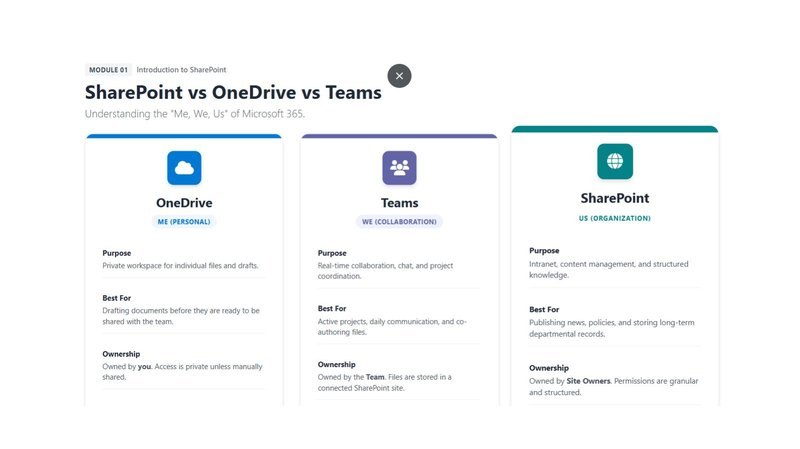 MODULE 01 Introduction to SharePoint
SharePoint vs OneDrive vs Teams
Understanding the "Me, We, Us" of Microsoft 365.
OneDrive
ME (PERSONAL)
Purpose
Private workspace for individual files and drafts.
Best For
Drafting documents before they are ready to be
shared with the team.
Ownership
Owned by you. Access is private unless manually
shared.
Teams
WE (COLLABORATION)
Purpose
Real-time collaboration, chat, and project
coordination.
Best For
Active projects, daily communication, and co-
authoring files.
Ownership
Owned by the Team. Files are stored in a
connected SharePoint site.
SharePoint
US (ORGANIZATION)
Purpose
Intranet, content management, and structured
knowledge.
Best For
Publishing news, policies, and storing long-term
departmental records.
Ownership
Owned by Site Owners. Permissions are granular
and structured.